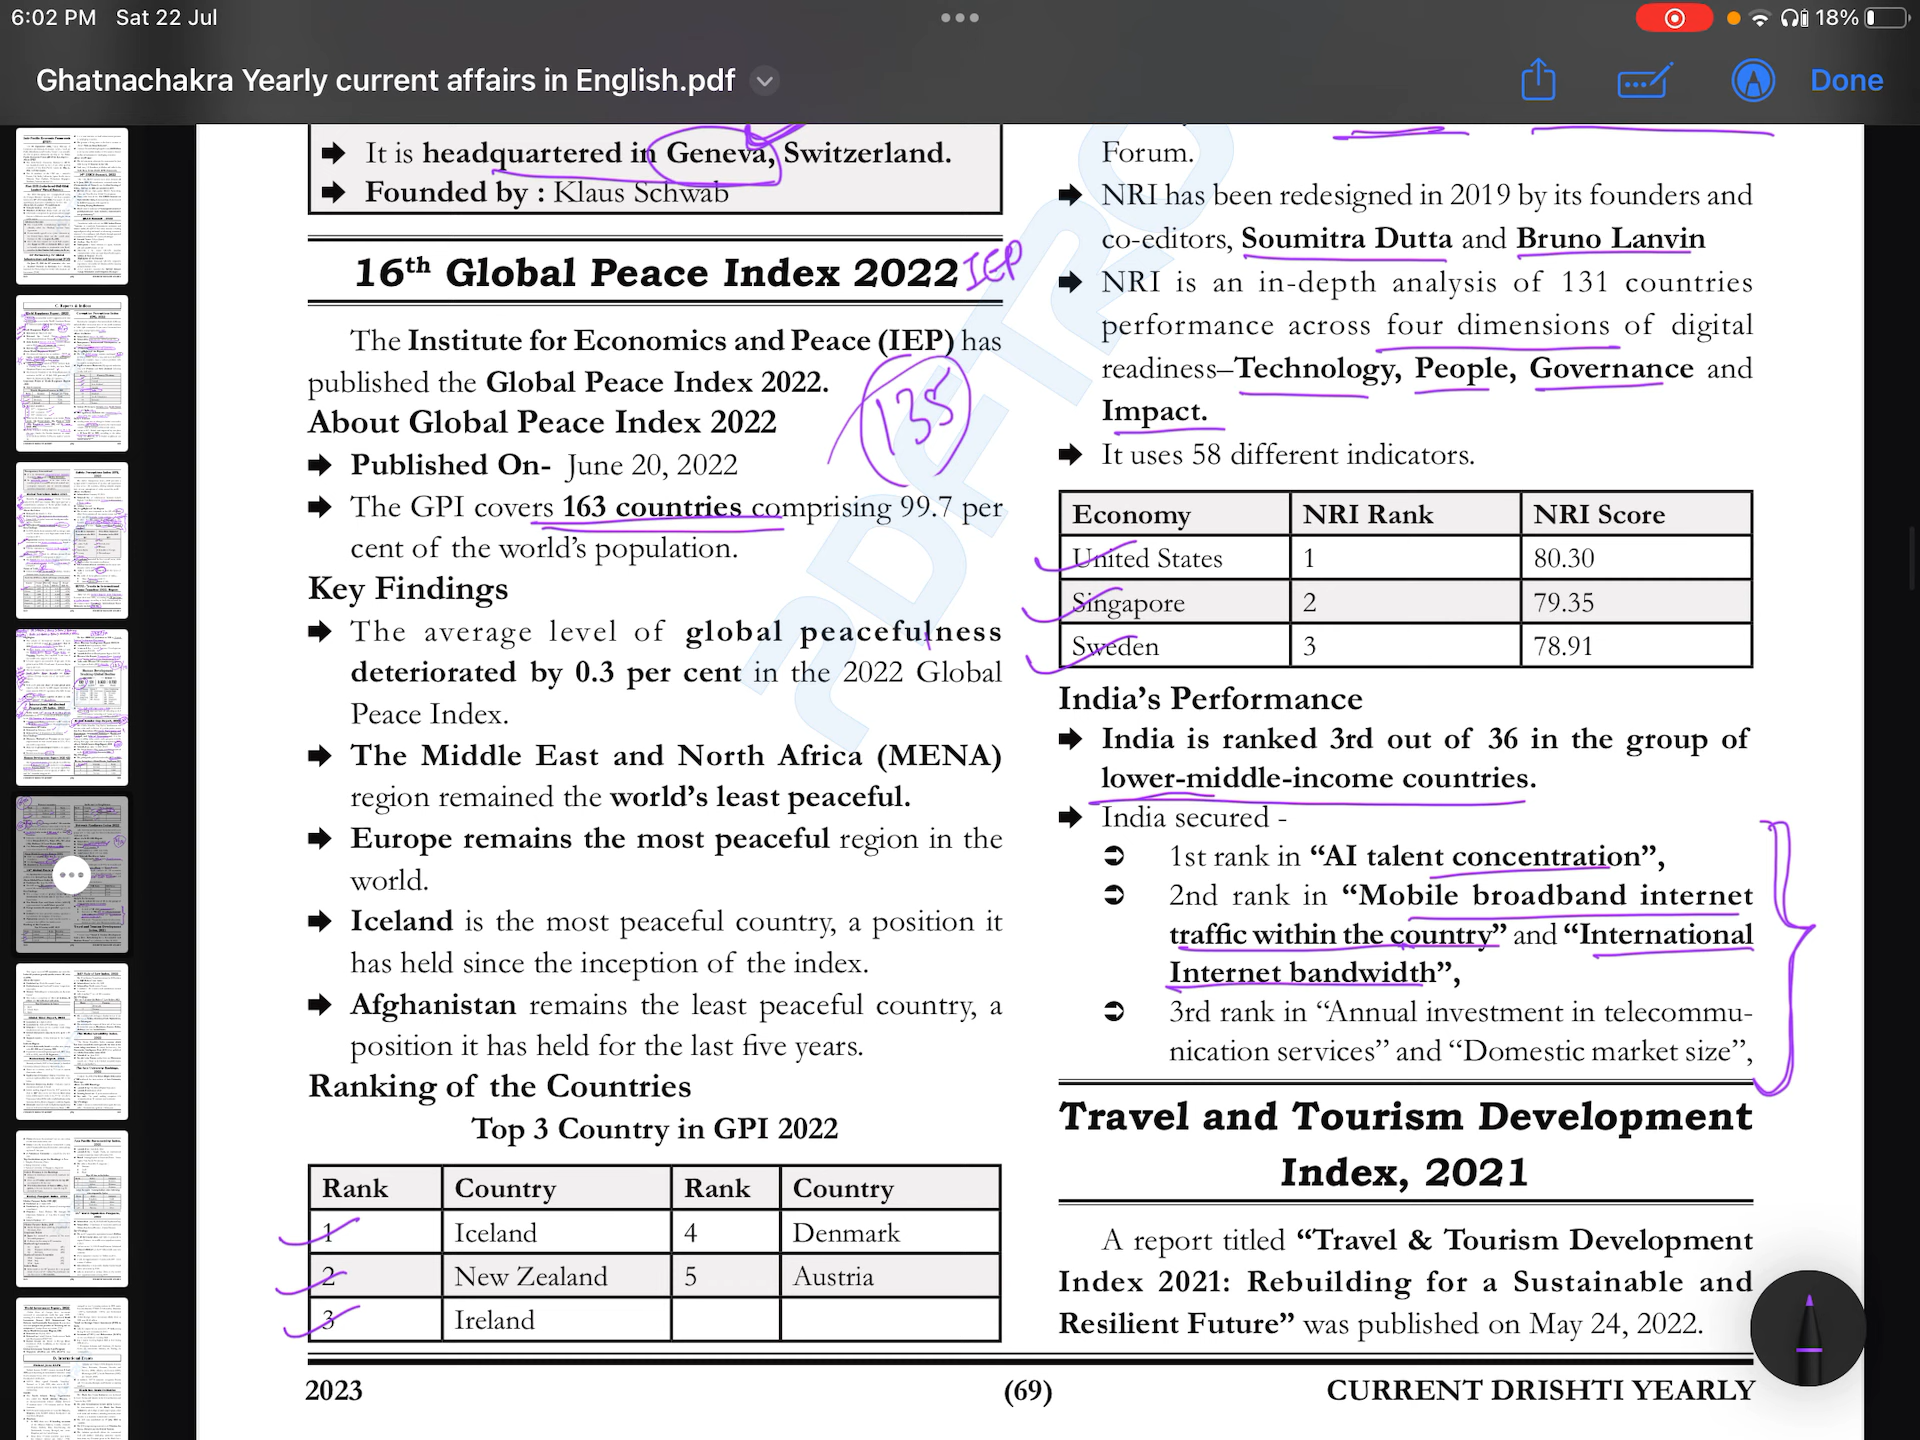 6:02 PM Sat 22 Jul
18%
Ghatnachakra Yearly current affairs in English.pdf
Done
It is headquartered in Geneva, Switzerland.
Founded by : Klaus Schwab
16th Global Peace Index 2022 IEP
The Institute for Economics and Peace (IEP) has
published the Global Peace Index 2022.
135
About Global Peace Index 2022
Published On- June 20, 2022
The GPI covers 163 countries comprising 99.7 per
cent of the world's population.
Key Findings
The average level of global peacefulness
deteriorated by 0.3 per cent in the 2022 Global
Peace Index.
The Middle East and North Africa (MENA)
region remained the world's least peaceful.
Europe remains the most peaceful region in the
world.
Iceland is the most peaceful country, a position it
has held since the inception of the index.
Afghanistan remains the least peaceful country, a
position it has held for the last five years.
Ranking of the Countries
Top 3 Country in GPI 2022
Rank Country Rank Country
1 Iceland 4 Denmark
2 New Zealand 5 Austria
3 Ireland
Forum.
NRI has been redesigned in 2019 by its founders and
co-editors, Soumitra Dutta and Bruno Lanvin
NRI is an in-depth analysis of 131 countries
performance across four dimensions of digital
readiness–Technology, People, Governance and
Impact.
It uses 58 different indicators.
Economy NRI Rank NRI Score
United States 1 80.30
Singapore 2 79.35
Sweden 3 78.91
India's Performance
India is ranked 3rd out of 36 in the group of
lower-middle-income countries.
India secured -
1st rank in "AI talent concentration",
2nd rank in "Mobile broadband internet
traffic within the country" and "International
Internet bandwidth",
3rd rank in "Annual investment in telecommu-
nication services" and "Domestic market size",
Travel and Tourism Development
Index, 2021
A report titled "Travel & Tourism Development
Index 2021: Rebuilding for a Sustainable and
Resilient Future" was published on May 24, 2022.
2023 (69) CURRENT DRISHTI YEARLY